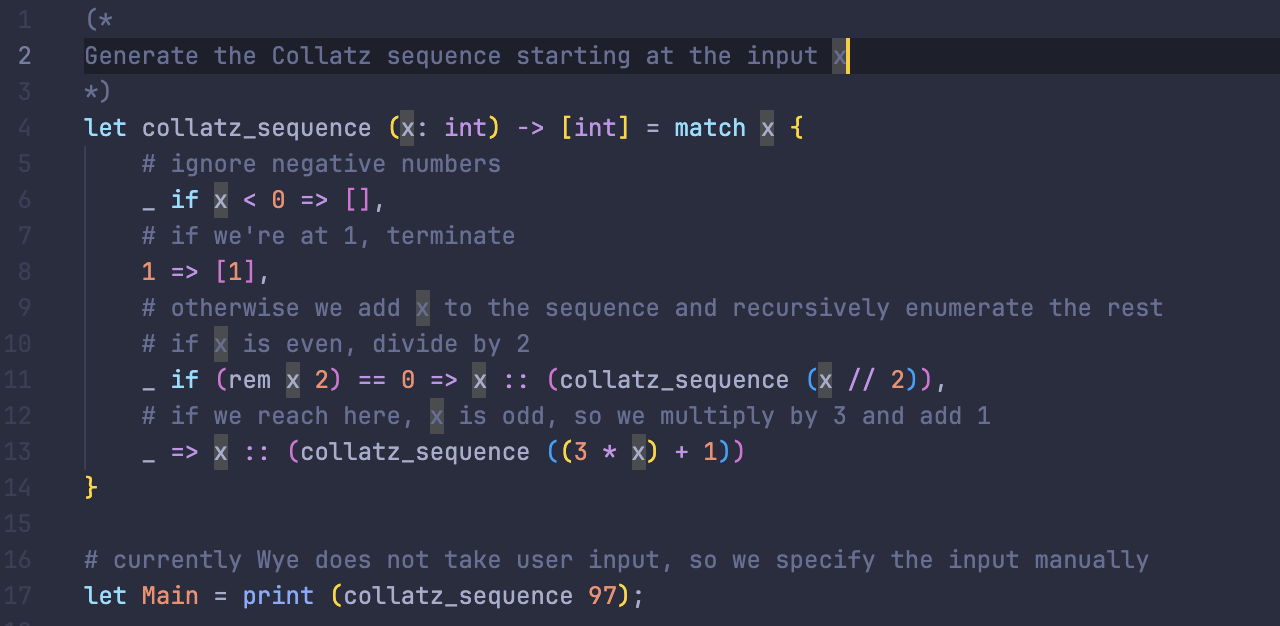 1 (*
2 Generate the Collatz sequence starting at the input x
3 *)
4 let collatz_sequence (x: int) -> [int] = match x {
5 # ignore negative numbers
6 _ if x < 0 => [],
7 # if we're at 1, terminate
8 1 => [1],
9 # otherwise we add x to the sequence and recursively enumerate the rest
10 # if x is even, divide by 2
11 _ if (rem x 2) == 0 => x :: (collatz_sequence (x // 2)),
12 # if we reach here, x is odd, so we multiply by 3 and add 1
13 _ => x :: (collatz_sequence ((3 * x) + 1))
14 }
15
16 # currently Wye does not take user input, so we specify the input manually
17 let Main = print (collatz_sequence 97);